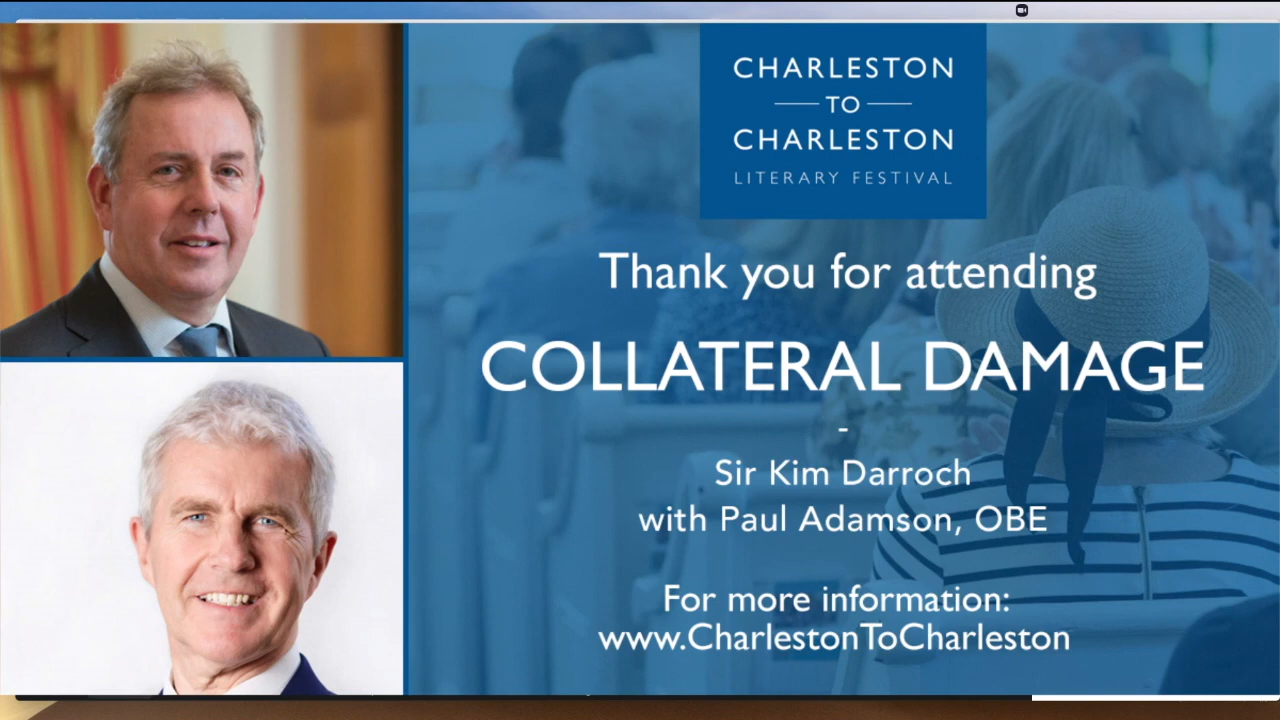 CHARLESTON
TO
CHARLESTON
LITERARY FESTIVAL
Thank you for attending
COLLATERAL DAMAGE
-
Sir Kim Darroch
with Paul Adamson, OBE
For more information:
www.CharlestonToCharleston